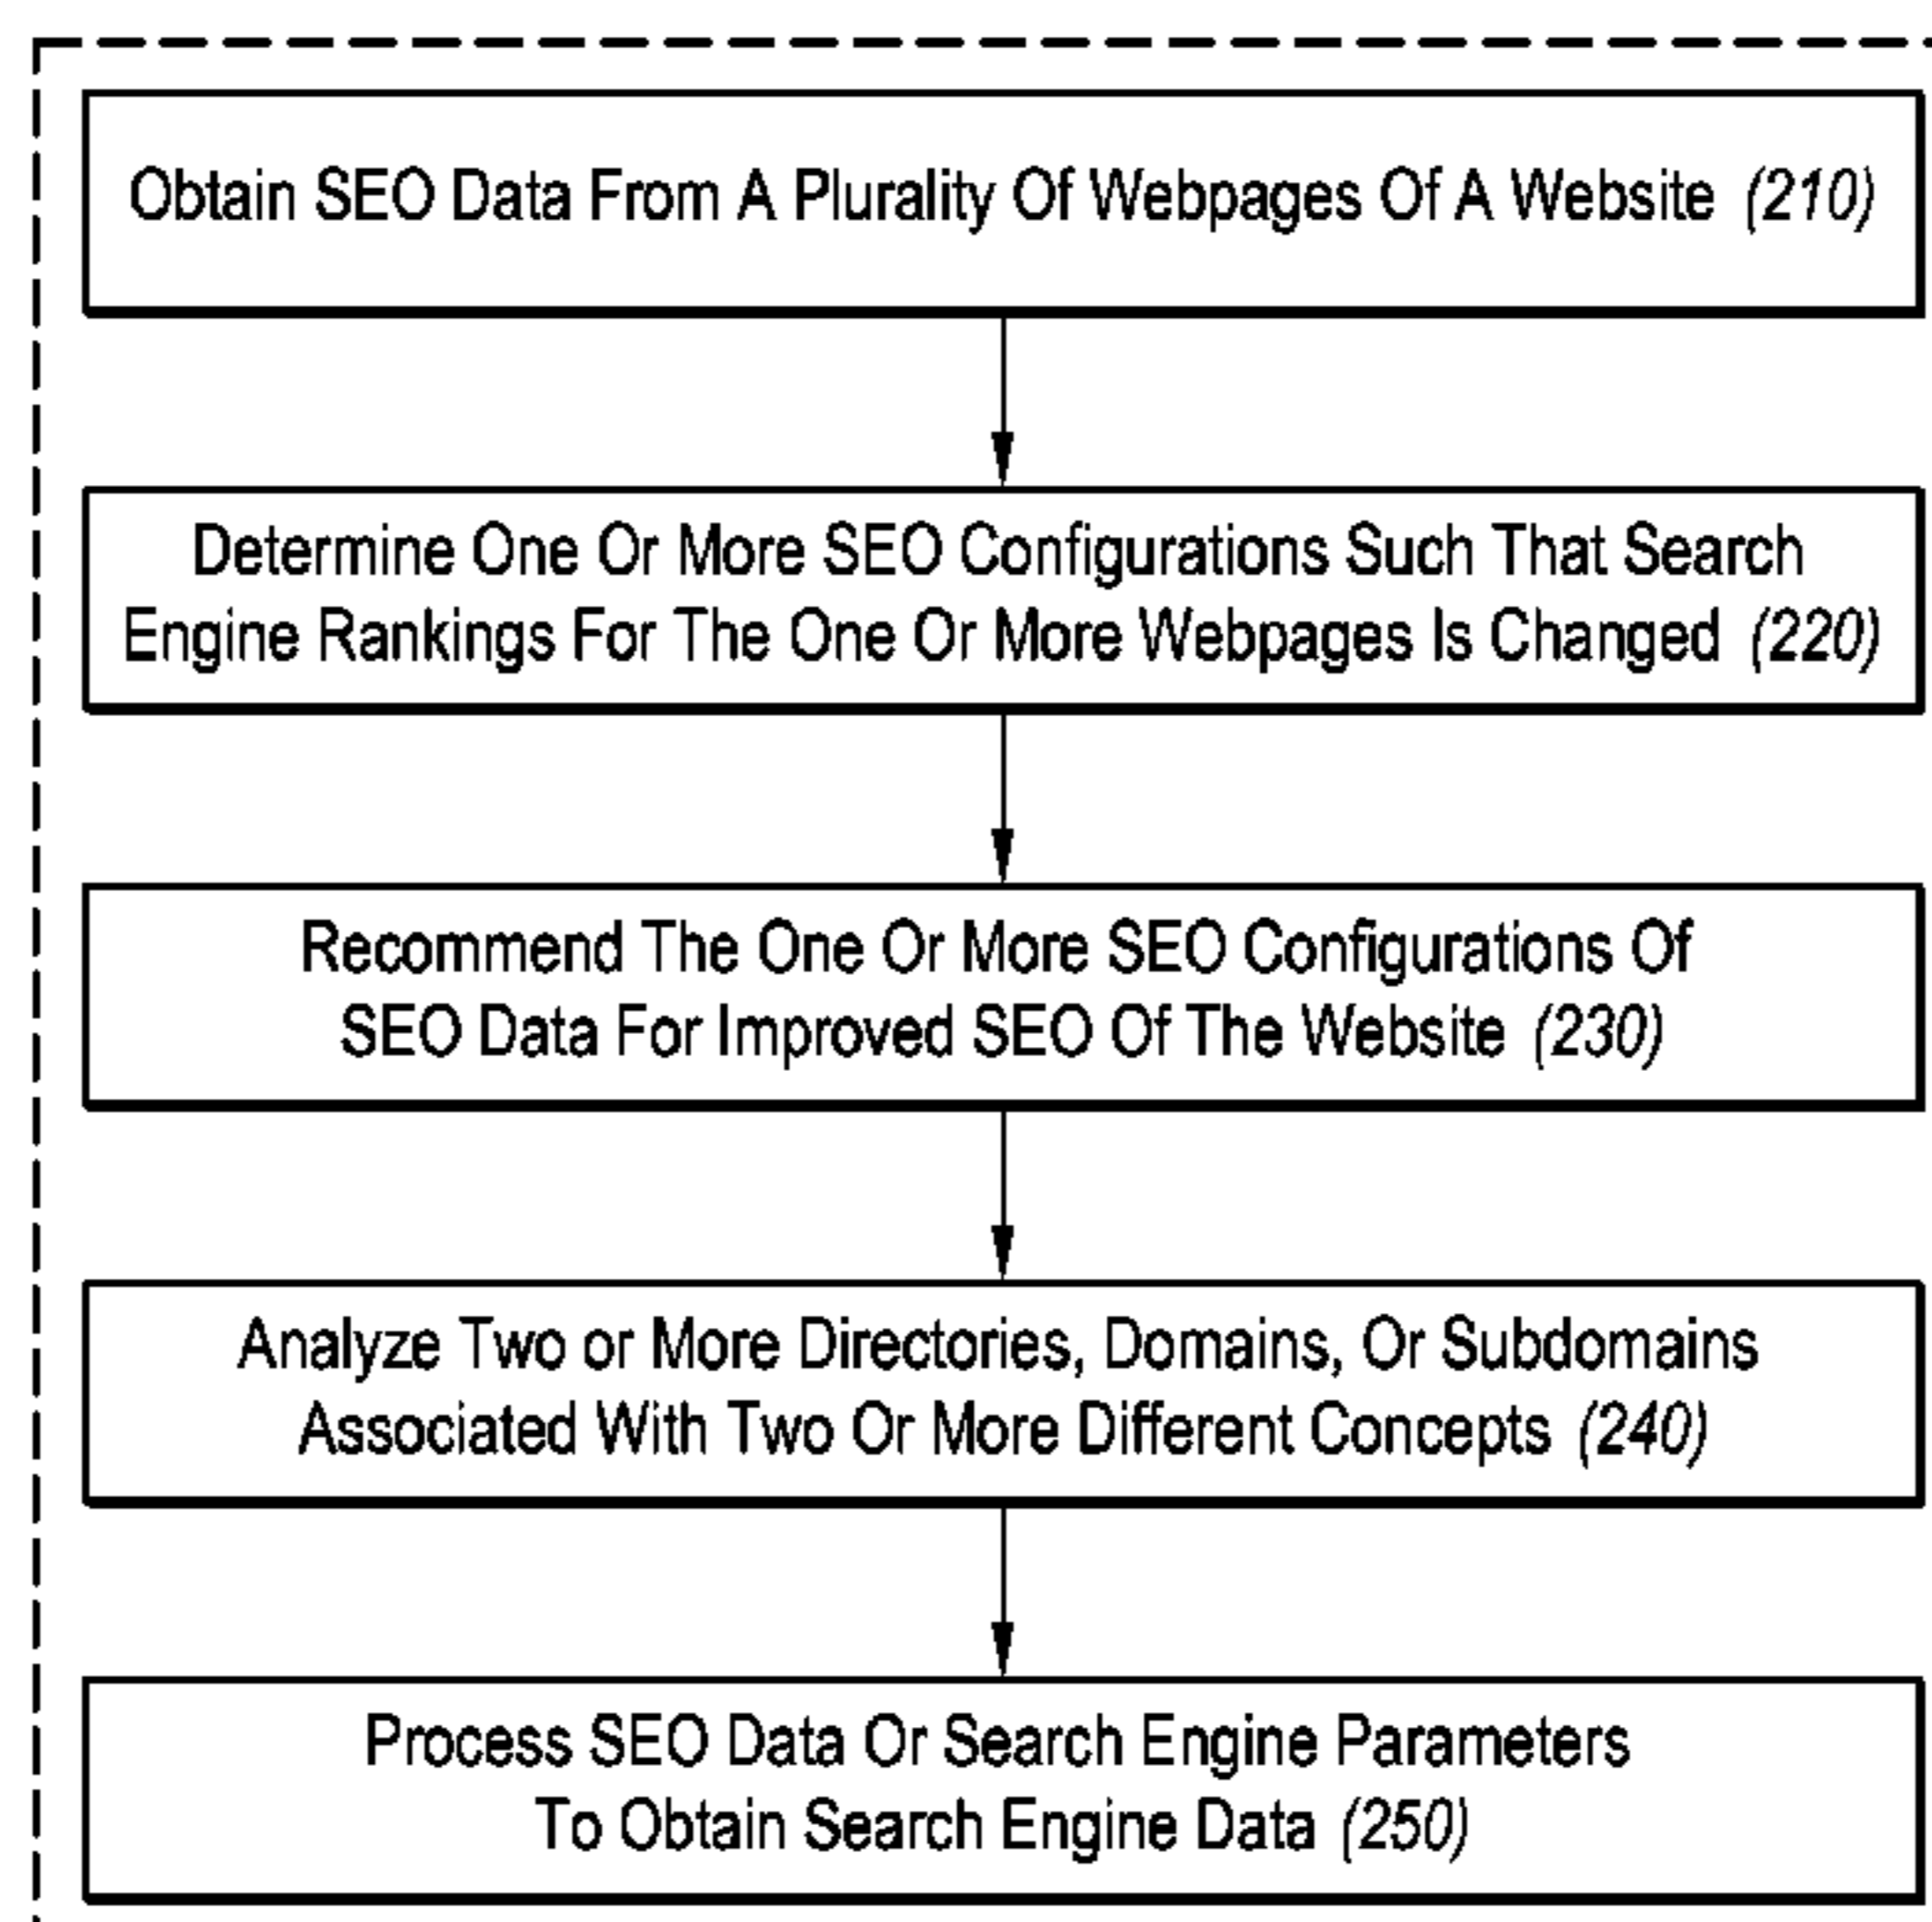 Obtain SEO Data From A Plurality Of Webpages Of A Website (210)
Determine One Or More SEO Configurations Such That Search
Engine Rankings For The One Or More Webpages Is Changed (220)
Recommend The One Or More SEO Configurations Of
SEO Data For Improved SEO Of The Website (230)
Analyze Two or More Directories, Domains, Or Subdomains
Associated With Two Or More Different Concepts (240)
Process SEO Data Or Search Engine Parameters
To Obtain Search Engine Data (250)